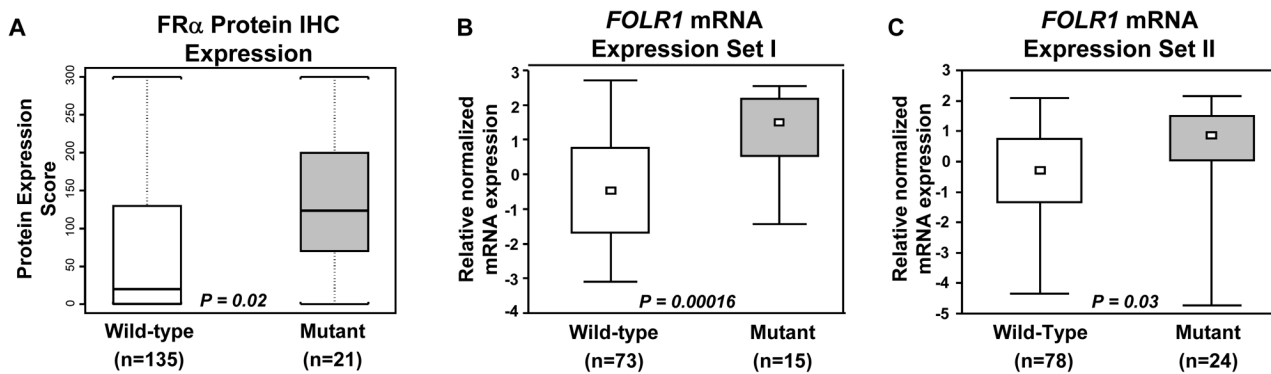 A
FRα Protein IHC
Expression
Protein Expression
Score
300
250
200
150
100
50
0
P = 0.02
Wild-type
Mutant
(n=135)
(n=21)
B
FOLR1 mRNA
Expression Set I
Relative normalized
mRNA expression
3
2
1
0
-1
-2
-3
-4
P = 0.00016
Wild-type
Mutant
(n=73)
(n=15)
C
FOLR1 mRNA
Expression Set II
Relative normalized
mRNA expression
3
2
1
0
-1
-2
-3
-4
-5
P = 0.03
Wild-Type
Mutant
(n=78)
(n=24)